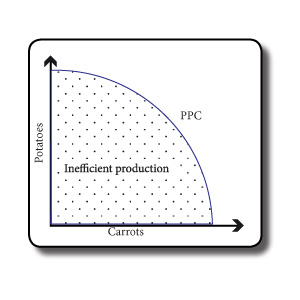 PPC
Potatoes
Inefficient production
Carrots